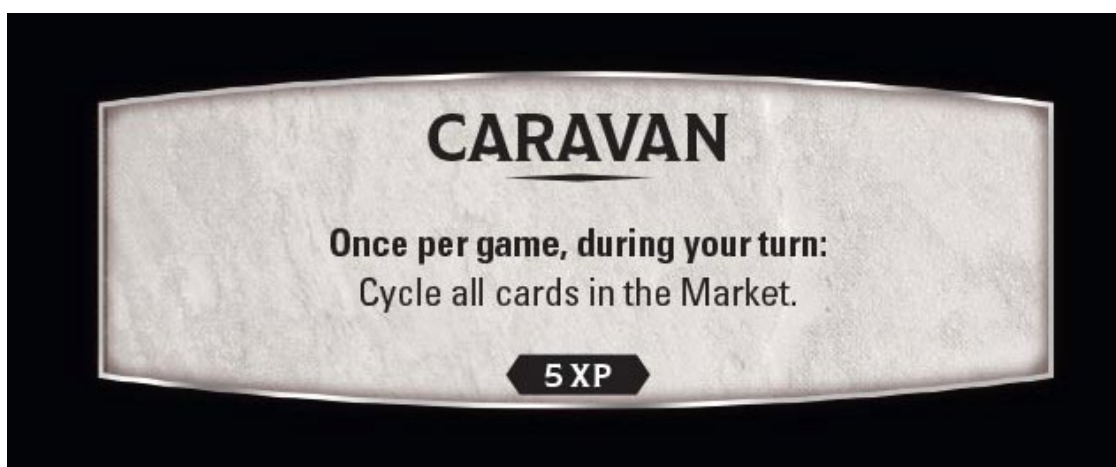 CARAVAN
Once per game, during your turn:
Cycle all cards in the Market.
5 XP